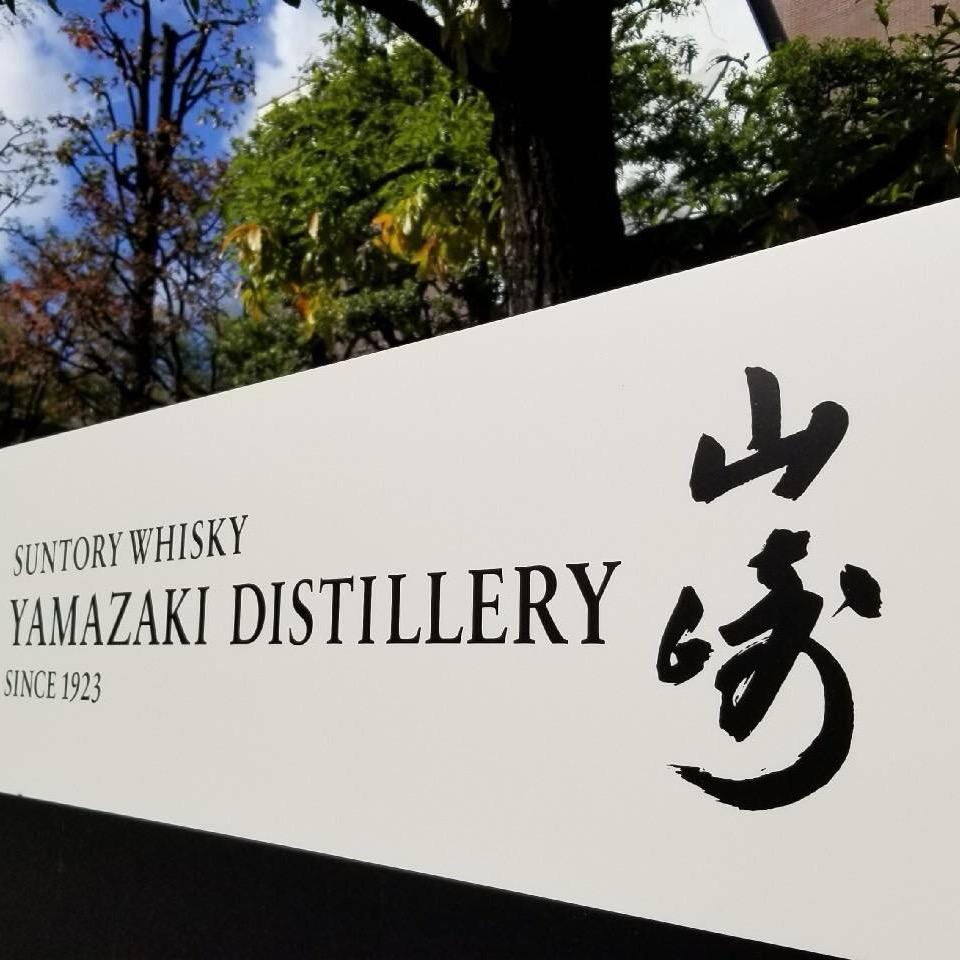 SUNTORY WHISKY
YAMAZAKI DISTILLERY
SINCE 1923
山崎